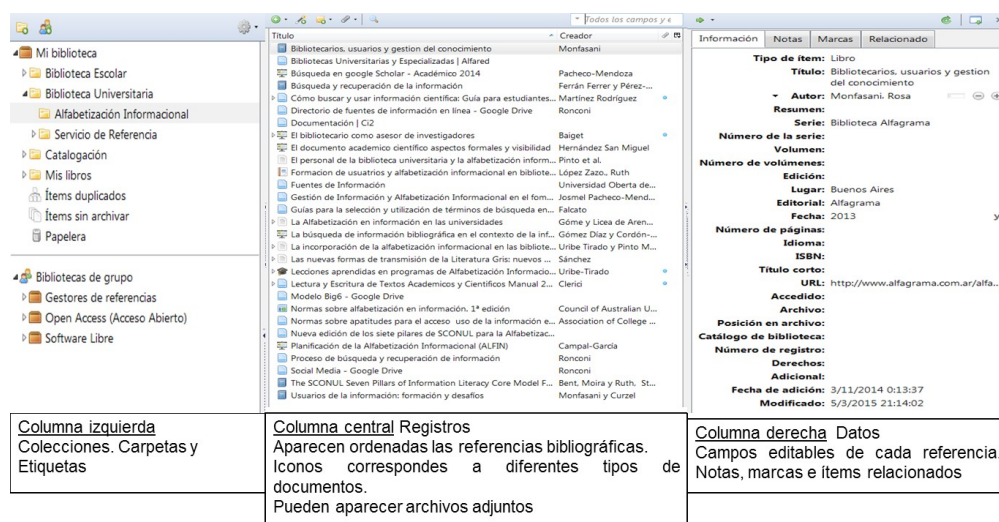 Mi biblioteca
Biblioteca Escolar
Biblioteca Universitaria
Alfabetización Informacional
Servicio de Referencia
Catalogación
Mis libros
Ítems duplicados
Ítems sin archivar
Papelera
Bibliotecas de grupo
Gestores de referencias
Open Access (Acceso Abierto)
Software Libre
Todos los campos y e
Título Creador
Bibliotecarios, usuarios y gestion del conocimiento Monfasani
Bibliotecas Universitarias y Especializadas | Alfared
Búsqueda en google Scholar - Académico 2014 Pacheco-Mendoza
Búsqueda y recuperación de la información Ferrán Ferrer y Pérez-...
Cómo buscar y usar información científica: Guía para estudiantes... Martínez Rodríguez
Directorio de fuentes de información en línea - Google Drive Ronconi
Documentación | Ci2
El bibliotecario como asesor de investigadores Baiget
El documento academico científico aspectos formales y visibilidad Hernández San Miguel
El personal de la biblioteca universitaria y la alfabetización inform... Pinto et al.
Formacion de usuatrios y alfabetización informacional en bibliote... López Zazo., Ruth
Fuentes de Información Universidad Oberta de...
Gestión de Información y Alfabetización Informacional en el fom... Josmel Pacheco-Mend...
Guías para la selección y utilización de términos de búsqueda en... Falcato
La Alfabetización en información en las universidades Góme y Licea de Aren...
La búsqueda de información bibliográfica en el contexto de la inf... Gómez Díaz y Cordón-...
La incorporación de la alfabetización informacional en las bibliote... Uribe Tirado y Pinto M...
Las nuevas formas de transmisión de la Literatura Gris: nuevos ... Sánchez
Lecciones aprendidas en programas de Alfabetización Informacio... Uribe-Tirado
Lectura y Escritura de Textos Academicos y Cientificos Manual 2... Clerici
Modelo Big6 - Google Drive
Normas sobre alfabetización en información. 1ª edición Council of Australian U...
Normas sobre aptitudes para el acceso uso de la información e... Association of College ...
Nueva edición de los siete pilares de SCONUL para la Alfabetizac...
Planificación de la Alfabetización Informacional (ALFIN) Campal-García
Proceso de búsqueda y recuperación de información Ronconi
Social Media - Google Drive Ronconi
The SCONUL Seven Pillars of Information Literacy Core Model F... Bent, Moira y Ruth, St...
Usuarios de la información: formación y desafíos Monfasani y Curzel
Información Notas Marcas Relacionado
Tipo de ítem: Libro
Título: Bibliotecarios, usuarios y gestion
del conocimiento
Autor: Monfasani, Rosa
Resumen:
Serie: Biblioteca Alfagrama
Número de la serie:
Volumen:
Número de volúmenes:
Edición:
Lugar: Buenos Aires
Editorial: Alfagrama
Fecha: 2013 y
Número de páginas:
Idioma:
ISBN:
Título corto:
URL: http://www.alfagrama.com.ar/alfa...
Accedido:
Archivo:
Posición en archivo:
Catálogo de biblioteca:
Número de registro:
Derechos:
Adicional:
Fecha de adición: 3/11/2014 0:13:37
Modificado: 5/3/2015 21:14:02
Columna izquierda
Colecciones. Carpetas y
Etiquetas
Columna central Registros
Aparecen ordenadas las referencias bibliográficas.
Iconos correspondes a diferentes tipos de
documentos.
Pueden aparecer archivos adjuntos
Columna derecha Datos
Campos editables de cada referencia.
Notas, marcas e ítems relacionados